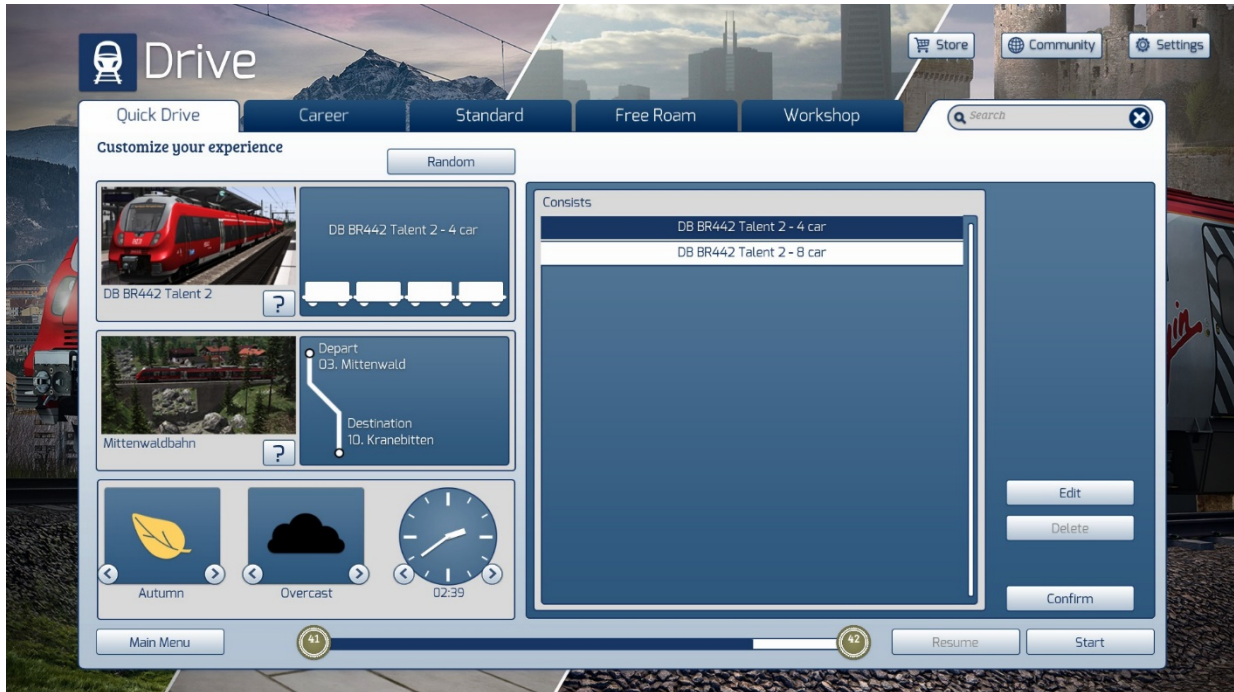 Drive
Store
Community
Settings
Quick Drive
Career
Standard
Free Roam
Workshop
Search
Customize your experience
Random
DB BR442 Talent 2 - 4 car
DB BR442 Talent 2
?
Depart
03. Mittenwald
Destination
10. Kranebitten
Mittenwaldbahn
?
Autumn
Overcast
02:39
Consists
DB BR442 Talent 2 - 4 car
DB BR442 Talent 2 - 8 car
Edit
Delete
Confirm
Main Menu
41
42
Resume
Start